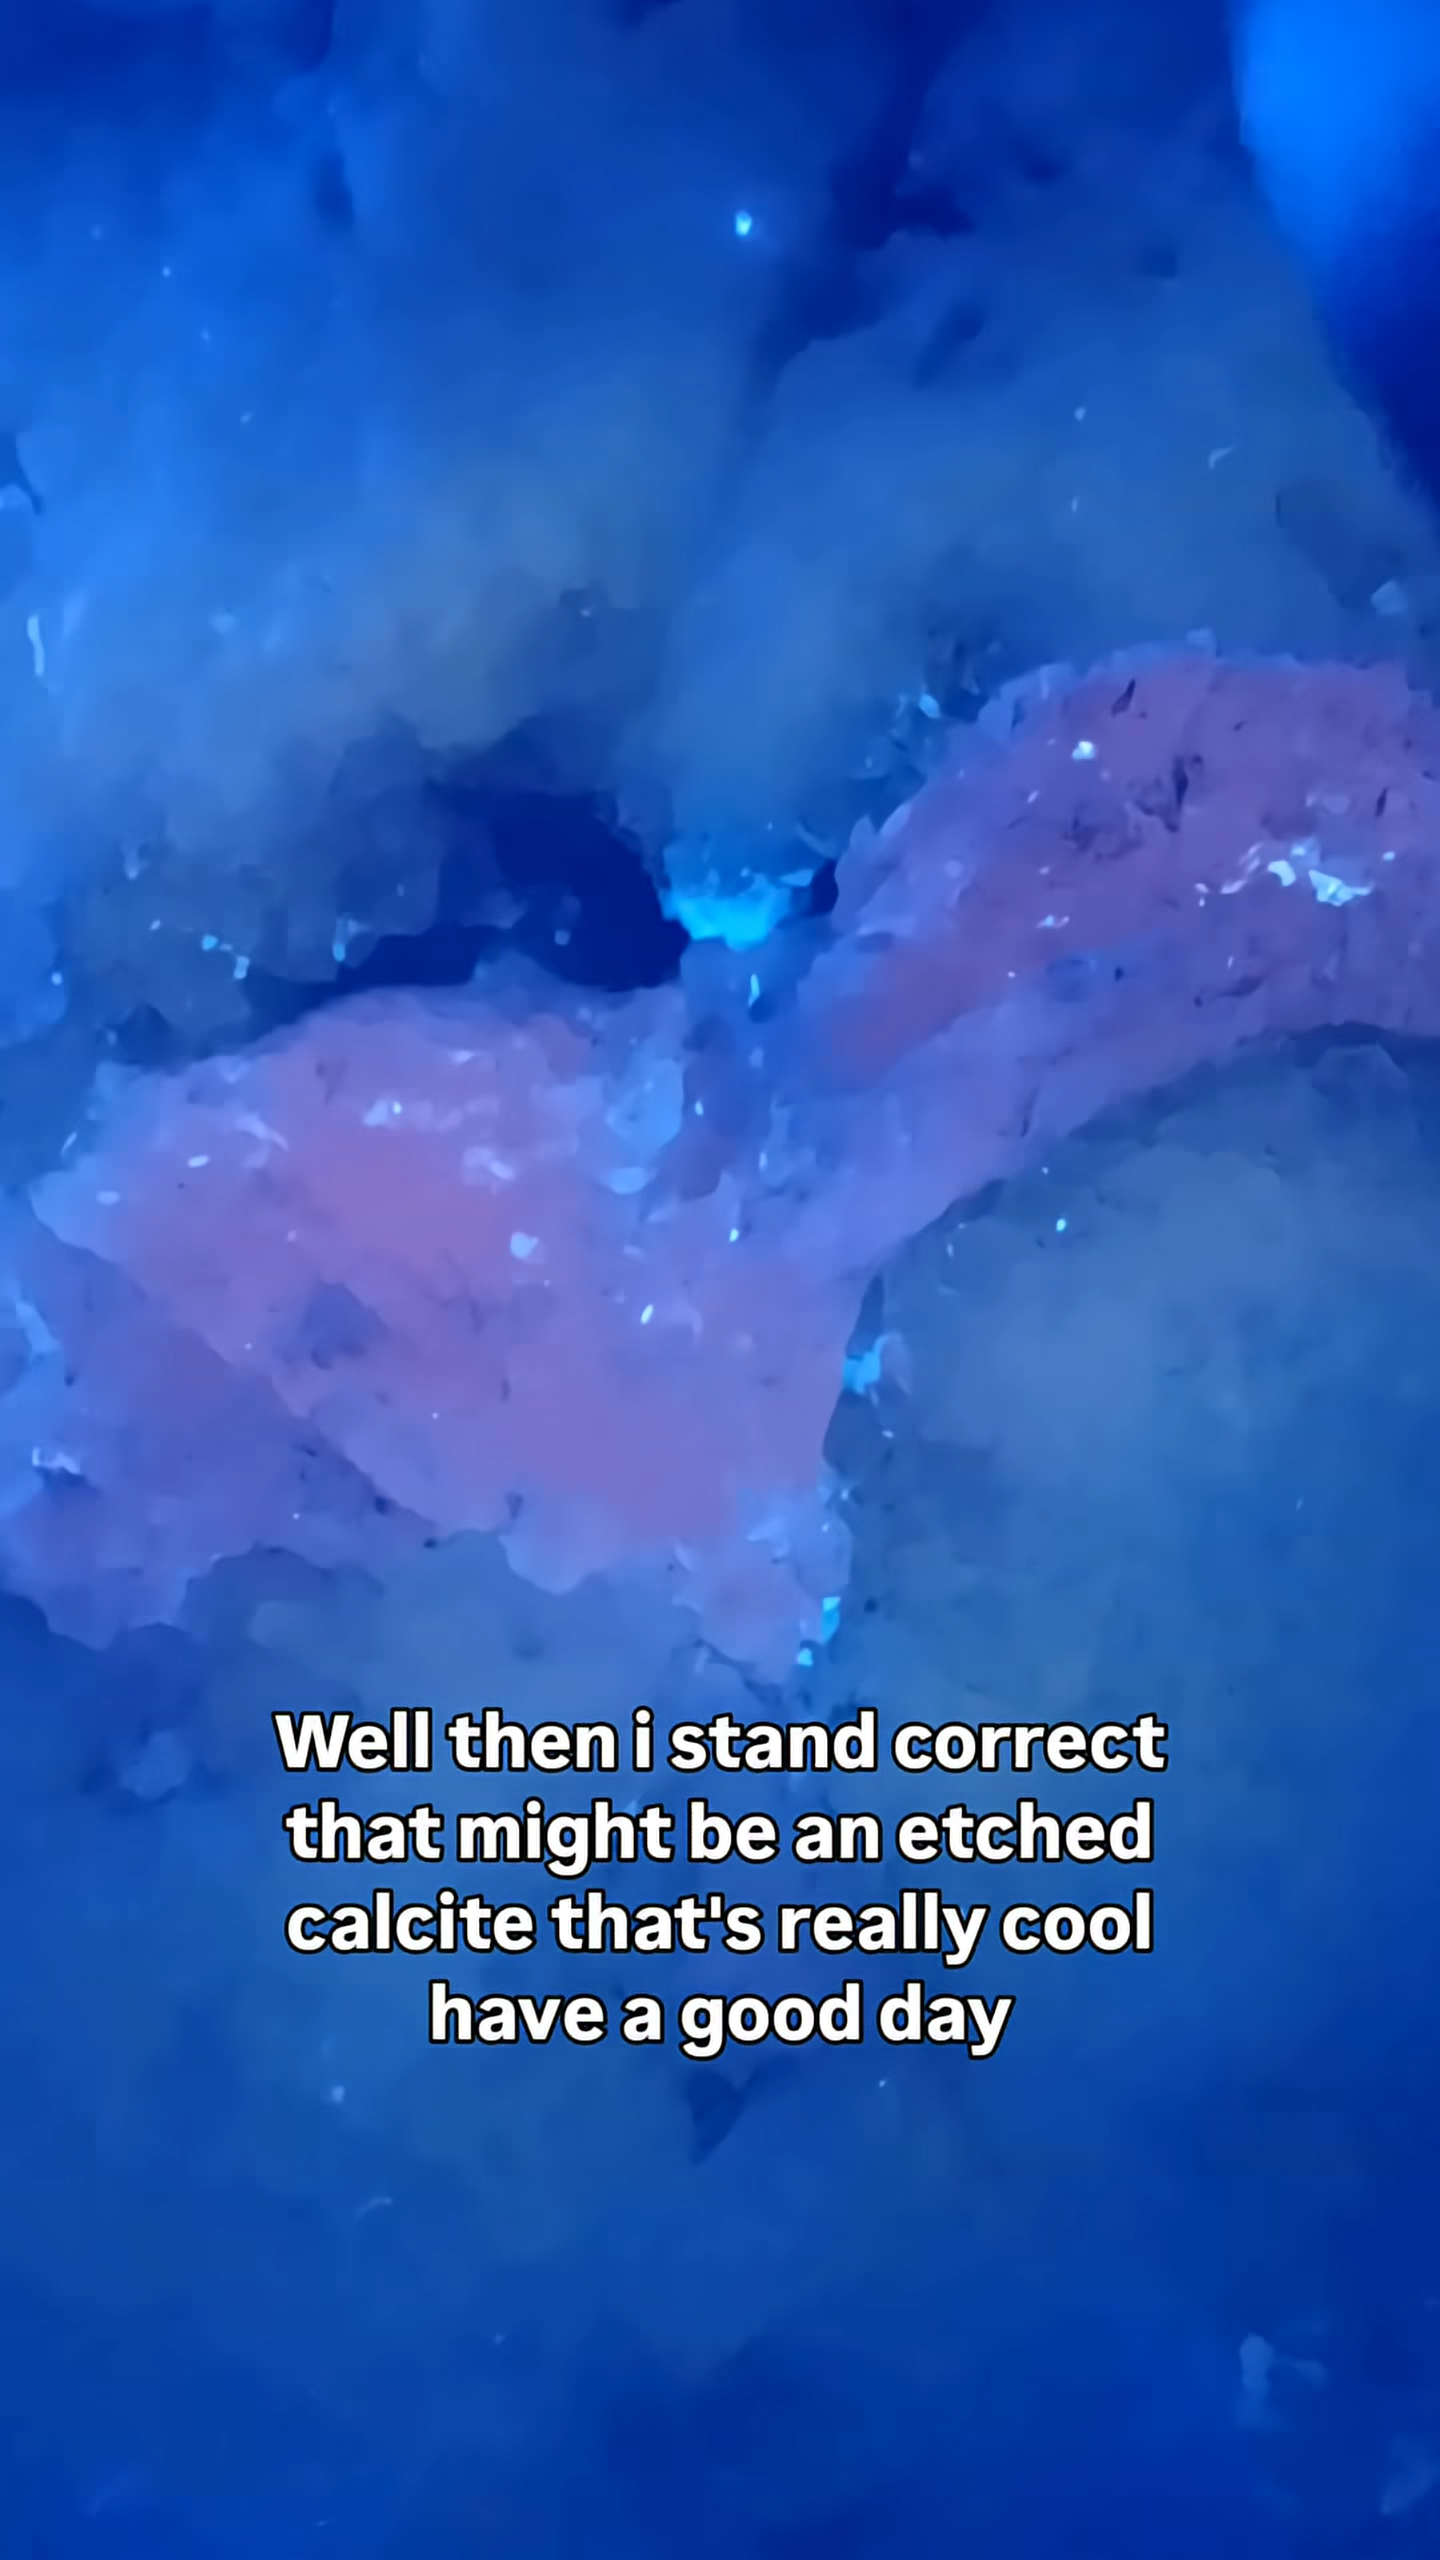 Well then i stand correct
that might be an etched
calcite that's really cool
have a good day